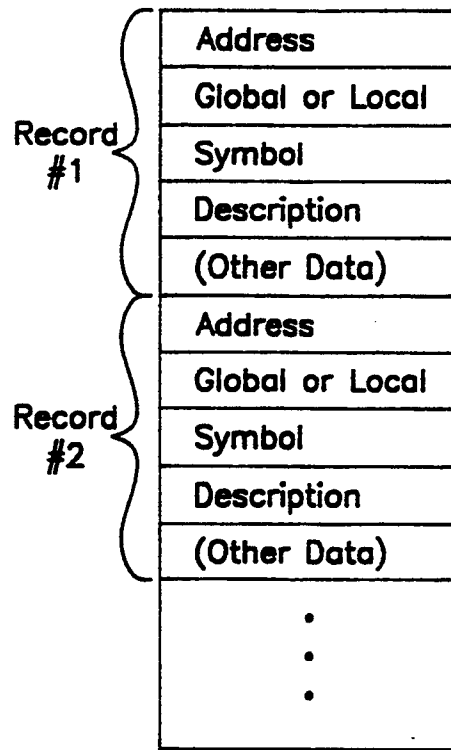 Record
#1
Address
Global or Local
Symbol
Description
(Other Data)
Record
#2
Address
Global or Local
Symbol
Description
(Other Data)